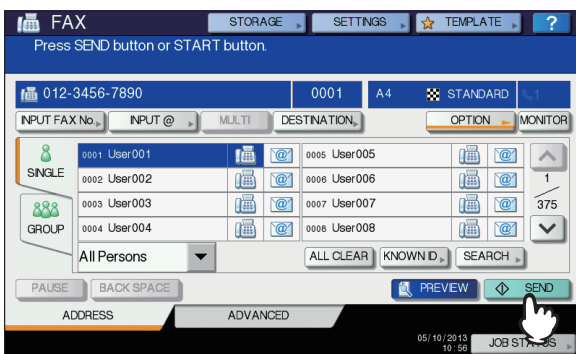 FAX STORAGE SETTINGS TEMPLATE ?
Press SEND button or START button.
012-3456-7890 0001 A4 STANDARD 1
INPUT FAX No. INPUT @ MULTI DESTINATION OPTION MONITOR
SINGLE
0001 User001 @ 0005 User005 @
0002 User002 @ 0006 User006 @
0003 User003 @ 0007 User007 @
0004 User004 @ 0008 User008 @
1
375
GROUP
All Persons ALL CLEAR KNOWN ID SEARCH
PAUSE BACK SPACE PREVIEW SEND
ADDRESS ADVANCED
05/10/2013
10:56 JOB STATUS